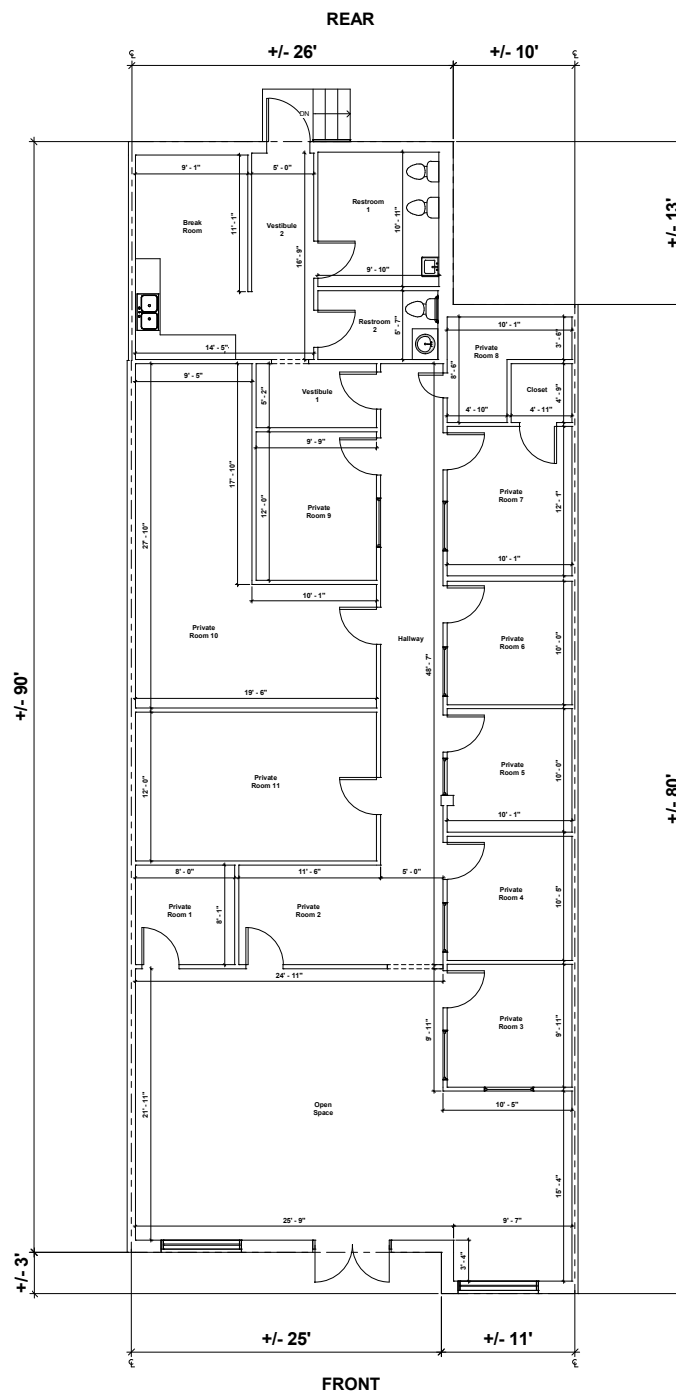 REAR
℄
+/- 26'
+/- 10'
℄
DN
9' - 1"
5' - 0"
Break
Room
11' - 1"
Vestibule
2
16' - 9"
Restroom
1
10' - 11"
9' - 10"
+/- 13'
Restroom
2
5' - 7"
14' - 5"
10' - 1"
3' - 6"
Private
Room 8
8' - 6"
Closet
4' - 9"
4' - 10"
4' - 11"
9' - 5"
5' - 2"
Vestibule
1
9' - 9"
17' - 10"
12' - 0"
Private
Room 9
27' - 10"
10' - 1"
Private
Room 7
12' - 1"
10' - 1"
Private
Room 10
Hallway
48' - 7"
Private
Room 6
10' - 0"
19' - 6"
+/- 90'
12' - 0"
Private
Room 11
Private
Room 5
10' - 0"
10' - 1"
+/- 80'
8' - 0"
11' - 6"
5' - 0"
Private
Room 1
8' - 1"
Private
Room 2
Private
Room 4
10' - 5"
24' - 11"
9' - 11"
Private
Room 3
9' - 11"
10' - 5"
21' - 11"
Open
Space
15' - 4"
25' - 9"
9' - 7"
3' - 4"
+/- 3'
+/- 25'
+/- 11'
℄
℄
FRONT